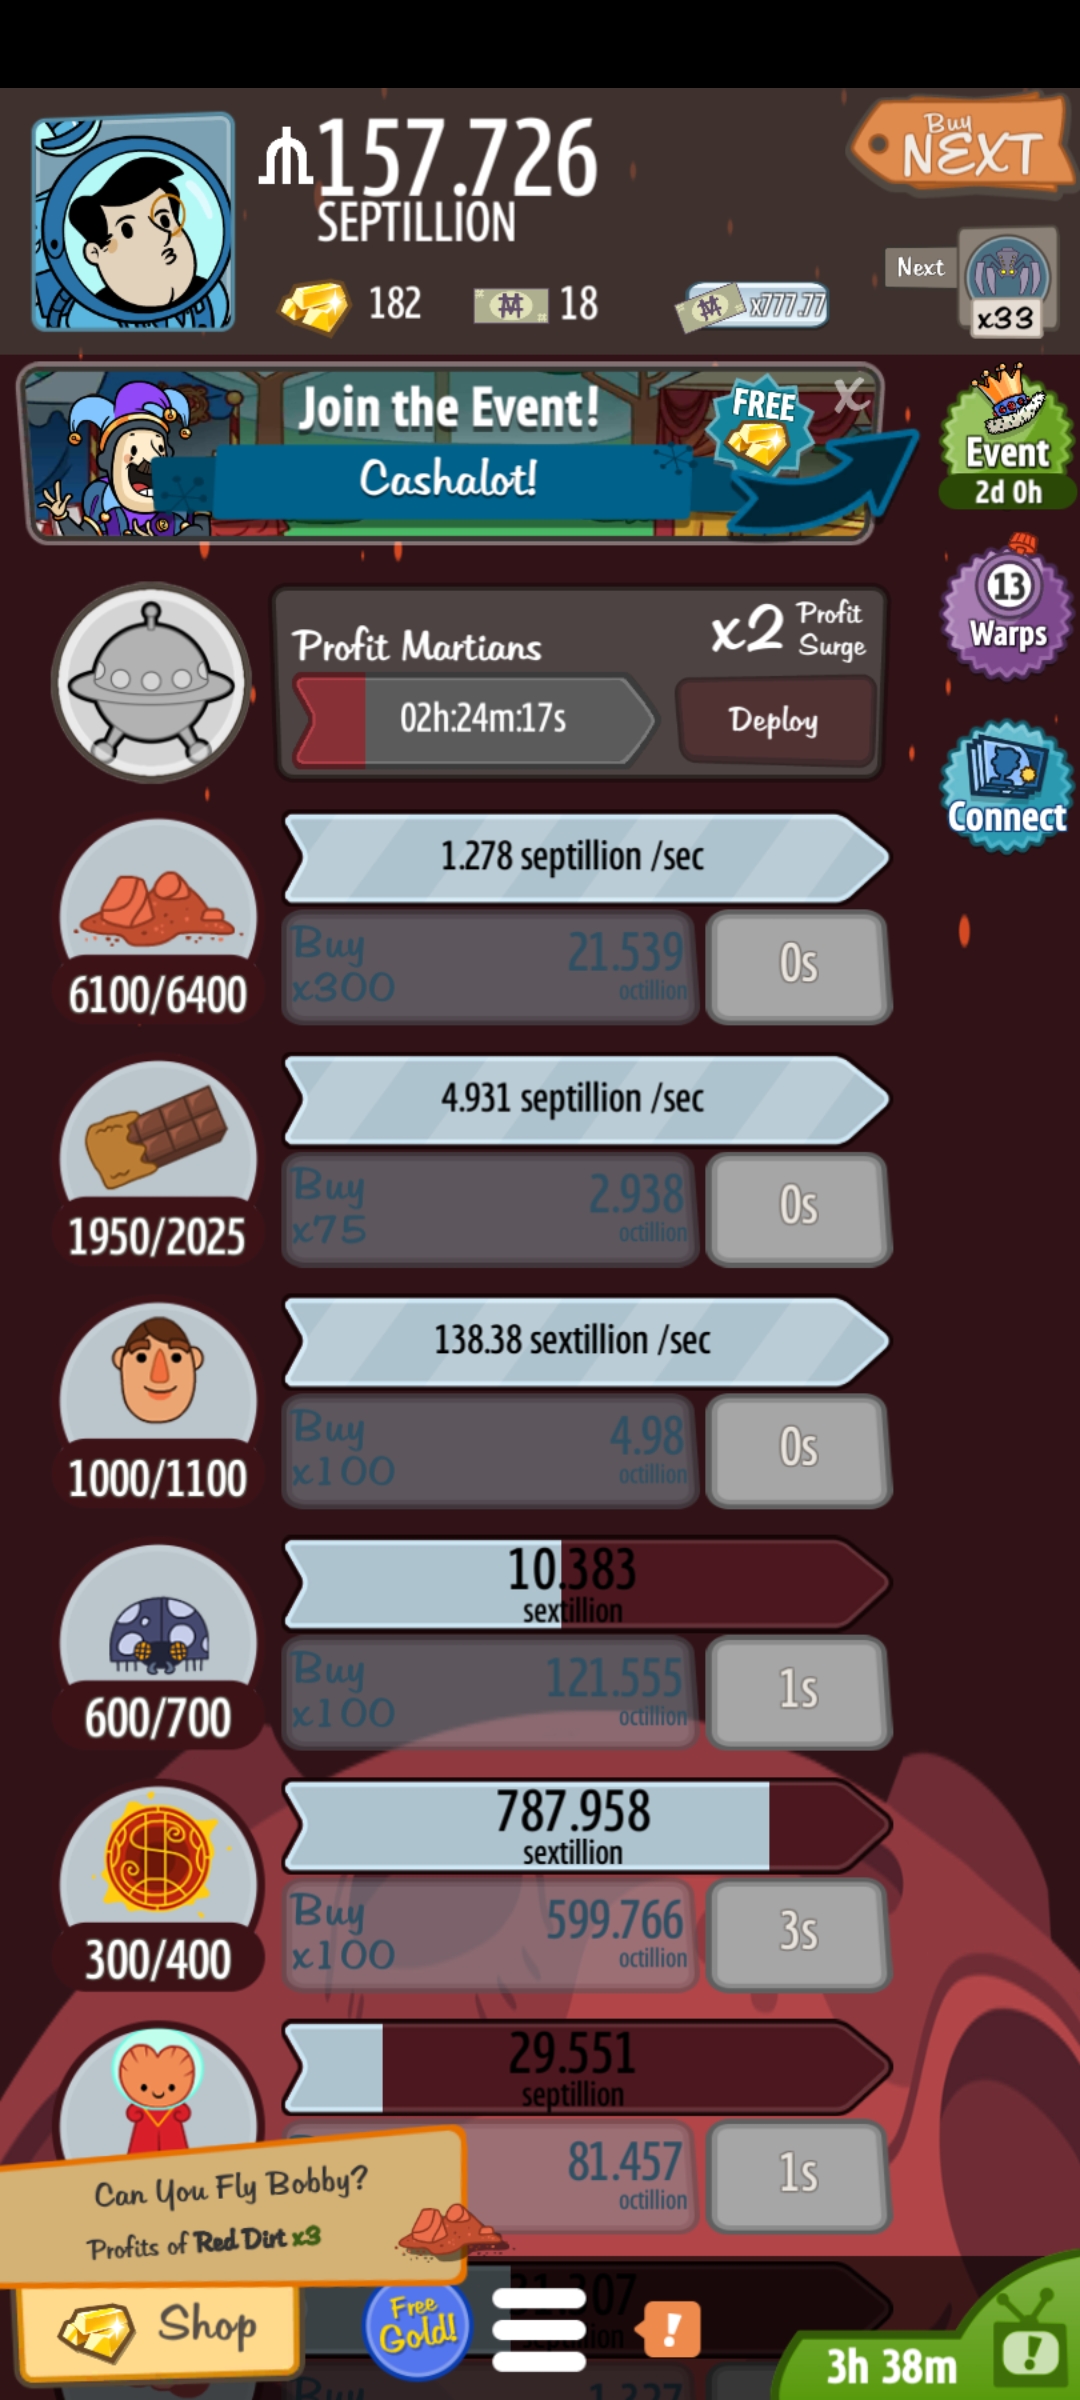 157.726
SEPTILLION
Buy
NEXT
182
18
x777.77
Next
x33
Join the Event!
FREE
x
Cashalot!
Event
2d 0h
13
Warps
Connect
Profit Martians
x2 Profit
Surge
02h:24m:17s
Deploy
1.278 septillion /sec
Buy
x300
21.539
octillion
0s
6100/6400
4.931 septillion /sec
Buy
x75
2.938
octillion
0s
1950/2025
138.38 sextillion /sec
Buy
x100
4.98
octillion
0s
1000/1100
10.383
sextillion
Buy
x100
121.555
octillion
1s
600/700
787.958
sextillion
Buy
x100
599.766
octillion
3s
300/400
29.551
septillion
81.457
octillion
1s
Can You Fly Bobby?
Profits of Red Dirt x3
Shop
Free
Gold!
!
3h 38m
!
Buy
1.327